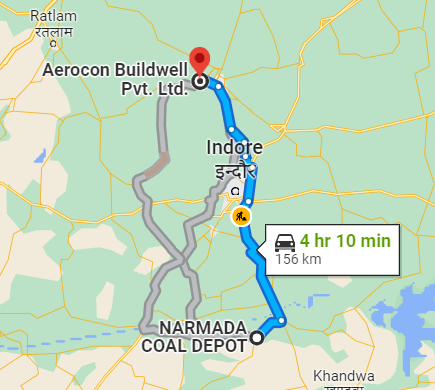 Ratlam
रतलाम
Aerocon Buildwell
Pvt. Ltd.
Indore
इन्दौर
4 hr 10 min
156 km
NARMADA
COAL DEPOT
Khandwa